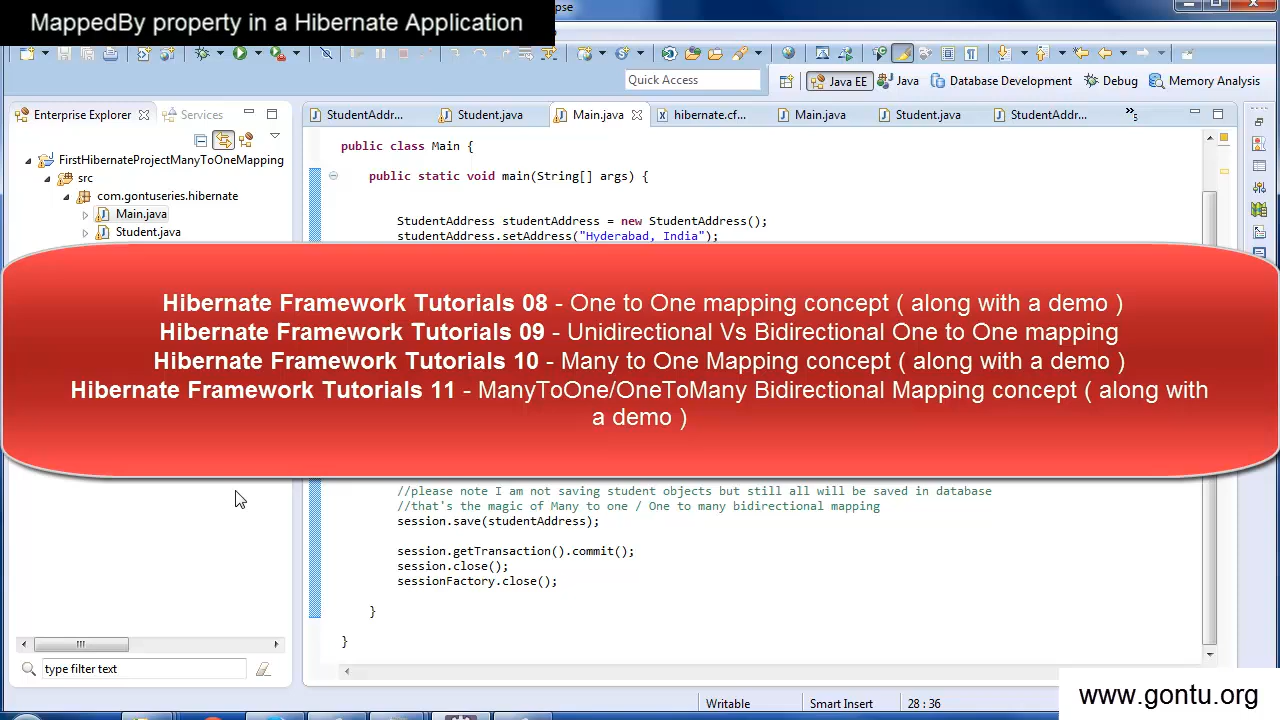 MappedBy property in a Hibernate Application
pse
Quick Access
Java EE
Java
Database Development
Debug
Memory Analysis
Enterprise Explorer
Services
StudentAddr...
Student.java
Main.java
hibernate.cf...
Main.java
Student.java
StudentAddr...
»5
FirstHibernateProjectManyToOneMapping
src
com.gontuseries.hibernate
Main.java
Student.java
public class Main {
public static void main(String[] args) {
StudentAddress studentAddress = new StudentAddress();
studentAddress.setAddress("Hyderabad, India");
Hibernate Framework Tutorials 08 - One to One mapping concept ( along with a demo )
Hibernate Framework Tutorials 09 - Unidirectional Vs Bidirectional One to One mapping
Hibernate Framework Tutorials 10 - Many to One Mapping concept ( along with a demo )
Hibernate Framework Tutorials 11 - ManyToOne/OneToMany Bidirectional Mapping concept ( along with
a demo )
//please note I am not saving student objects but still all will be saved in database
//that's the magic of Many to one / One to many bidirectional mapping
session.save(studentAddress);
session.getTransaction().commit();
session.close();
sessionFactory.close();
}
}
type filter text
Writable
Smart Insert
28 : 36
www.gontu.org